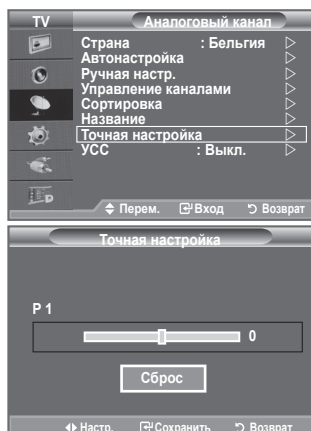 TV Аналоговый канал
Страна : Бельгия
Автонастройка
Ручная настр.
Управление каналами
Сортировка
Название
Точная настройка
УСС : Выкл.
Перем. Вход Возврат
Точная настройка
P 1
0
Сброс
Настр. Сохранить Возврат